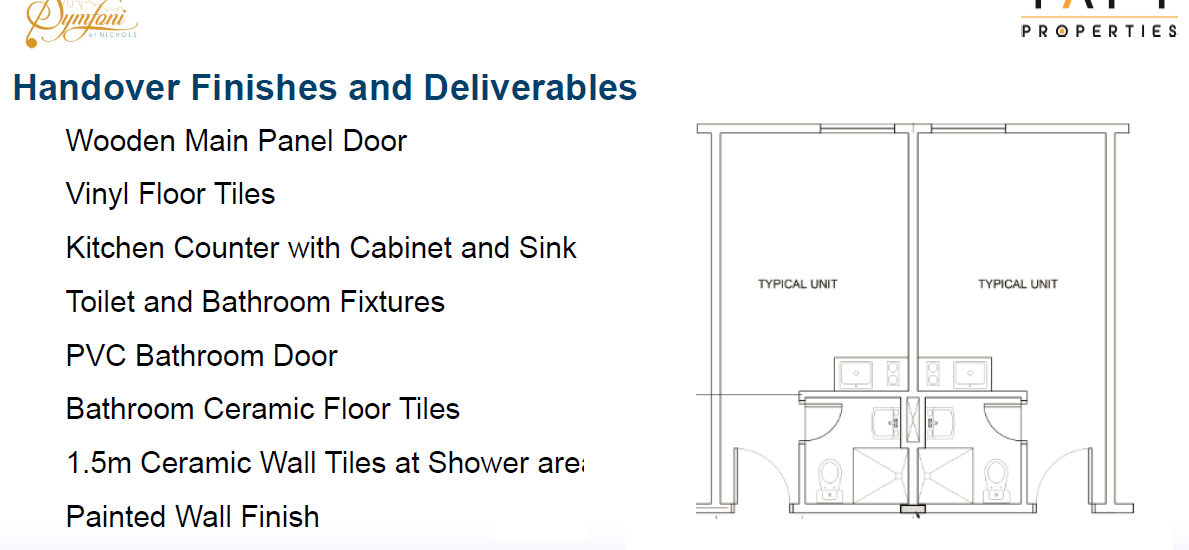 Symfoni
BY NICHOLS
PROPERTIES
Handover Finishes and Deliverables
Wooden Main Panel Door
Vinyl Floor Tiles
Kitchen Counter with Cabinet and Sink
Toilet and Bathroom Fixtures
PVC Bathroom Door
Bathroom Ceramic Floor Tiles
1.5m Ceramic Wall Tiles at Shower area
Painted Wall Finish
TYPICAL UNIT
TYPICAL UNIT